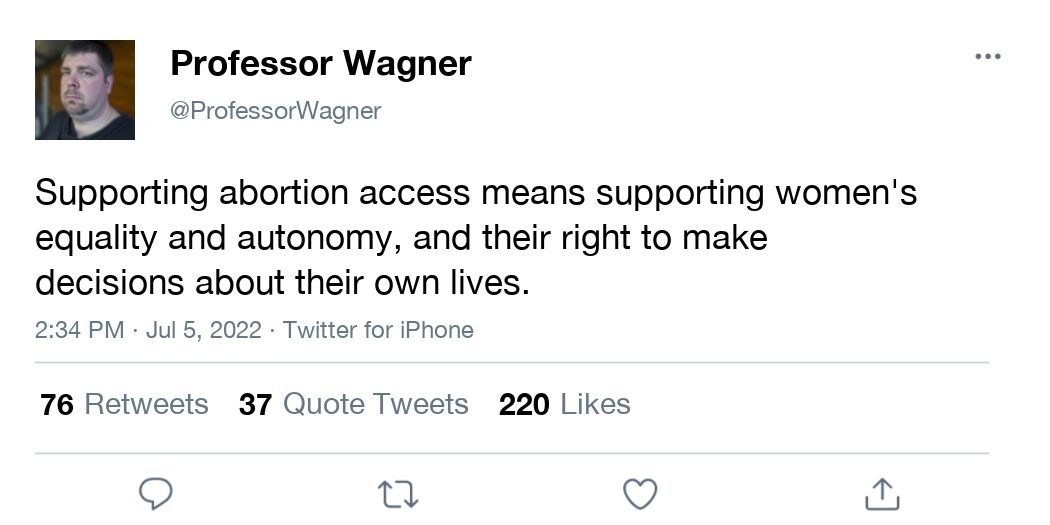 Professor Wagner
@ProfessorWagner
Supporting abortion access means supporting women's
equality and autonomy, and their right to make
decisions about their own lives.
2:34 PM · Jul 5, 2022 · Twitter for iPhone
76 Retweets 37 Quote Tweets 220 Likes